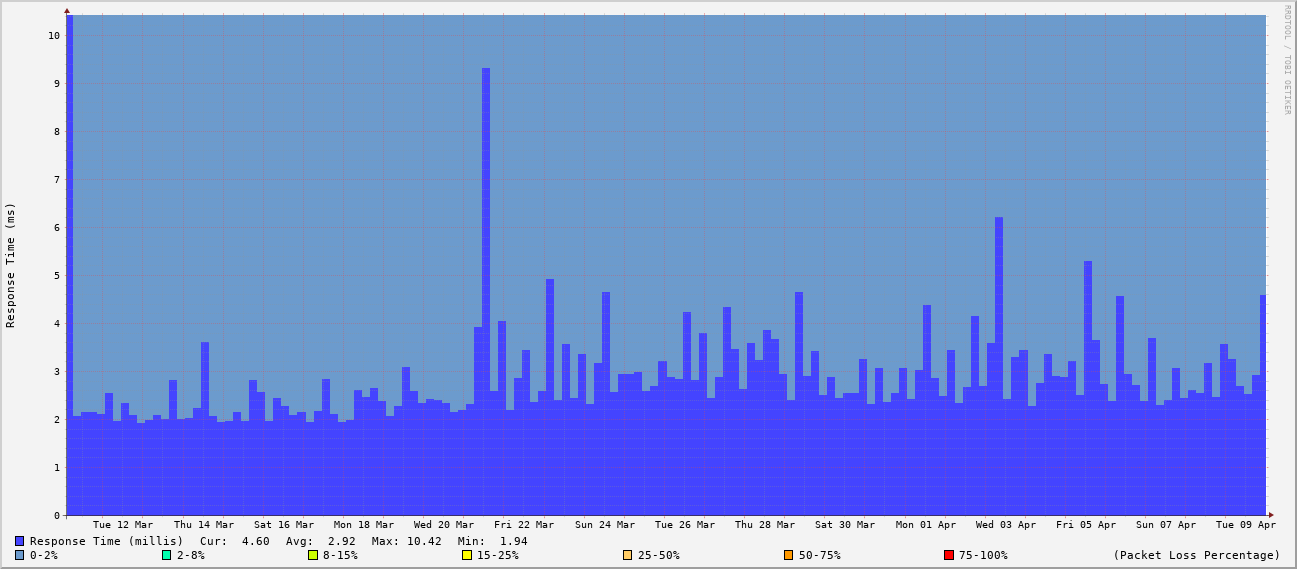 RRDTOOL / TOBI OETIKER
Response Time (ms)
10
9
8
7
6
5
4
3
2
1
0
Tue 12 Mar Thu 14 Mar Sat 16 Mar Mon 18 Mar Wed 20 Mar Fri 22 Mar Sun 24 Mar Tue 26 Mar Thu 28 Mar Sat 30 Mar Mon 01 Apr Wed 03 Apr Fri 05 Apr Sun 07 Apr Tue 09 Apr
Response Time (millis) Cur: 4.60 Avg: 2.92 Max: 10.42 Min: 1.94
0-2% 2-8% 8-15% 15-25% 25-50% 50-75% 75-100% (Packet Loss Percentage)